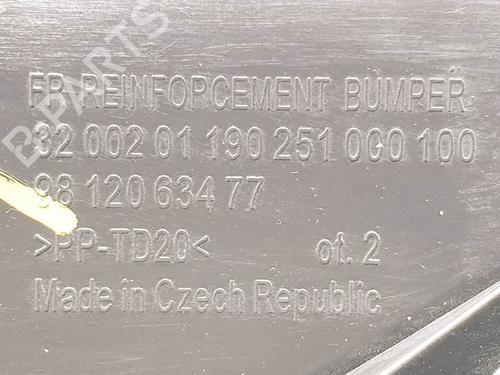 FR REINFORCEMENT BUMPER
32 002 01 190 251 000 100
98 120 634 77
>PP-TD20< ot. 2
Made in Czech Republic
B-PARTS